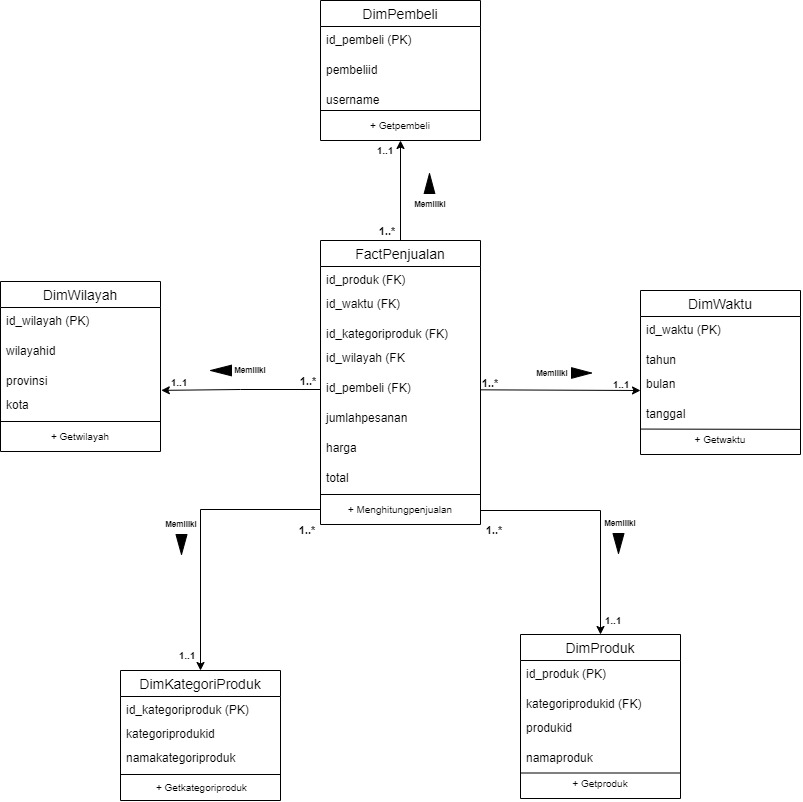 DimPembeli
id_pembeli (PK)
pembeliid
username
+ Getpembeli
1..1
Memiliki
1..*
FactPenjualan
id_produk (FK)
id_waktu (FK)
id_kategoriproduk (FK)
id_wilayah (FK
id_pembeli (FK)
jumlahpesanan
harga
total
+ Menghitungpenjualan
DimWilayah
id_wilayah (PK)
wilayahid
provinsi
kota
+ Getwilayah
1..1
Memiliki
1..*
DimWaktu
id_waktu (PK)
tahun
bulan
tanggal
+ Getwaktu
1..*
Memiliki
1..1
Memiliki
1..*
1..1
DimKategoriProduk
id_kategoriproduk (PK)
kategoriprodukid
namakategoriproduk
+ Getkategoriproduk
1..*
Memiliki
1..1
DimProduk
id_produk (PK)
kategoriprodukid (FK)
produkid
namaproduk
+ Getproduk